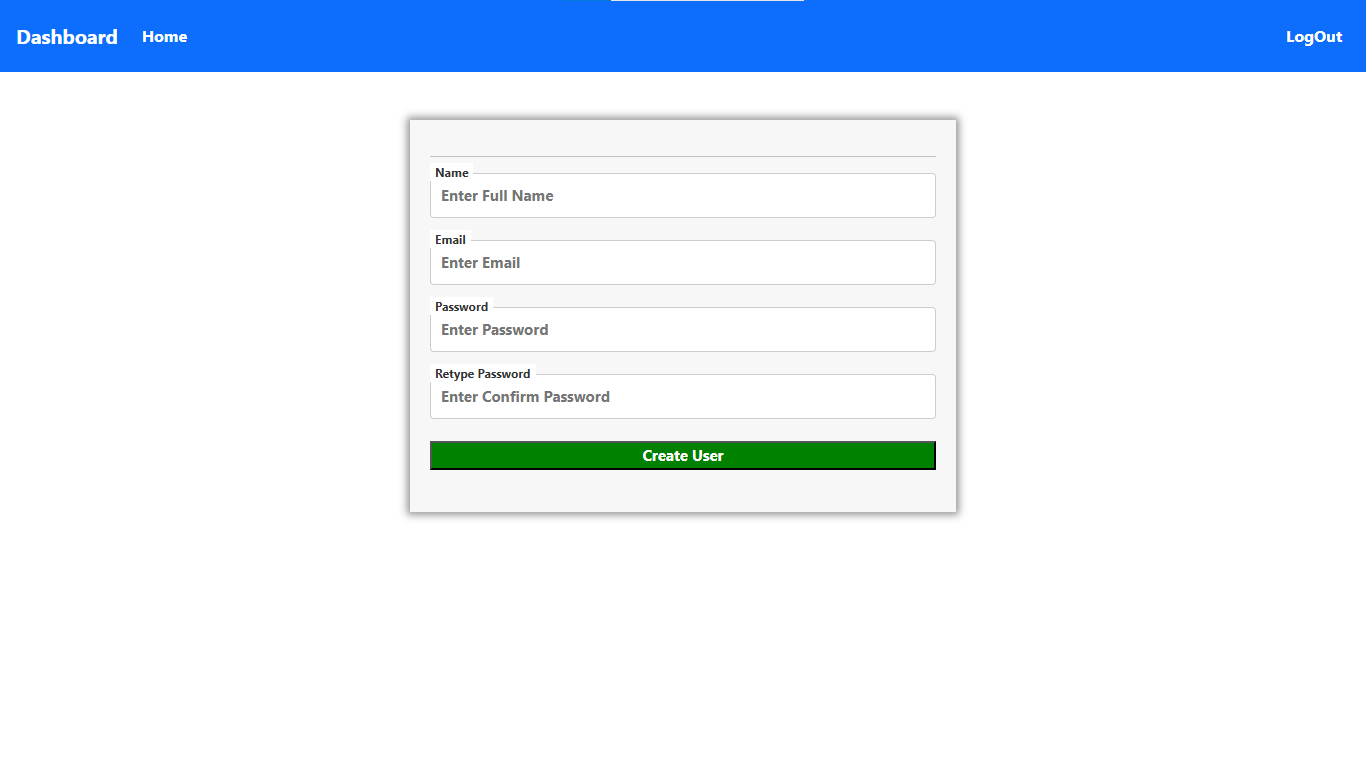 Dashboard Home LogOut
Name
Enter Full Name
Email
Enter Email
Password
Enter Password
Retype Password
Enter Confirm Password
Create User